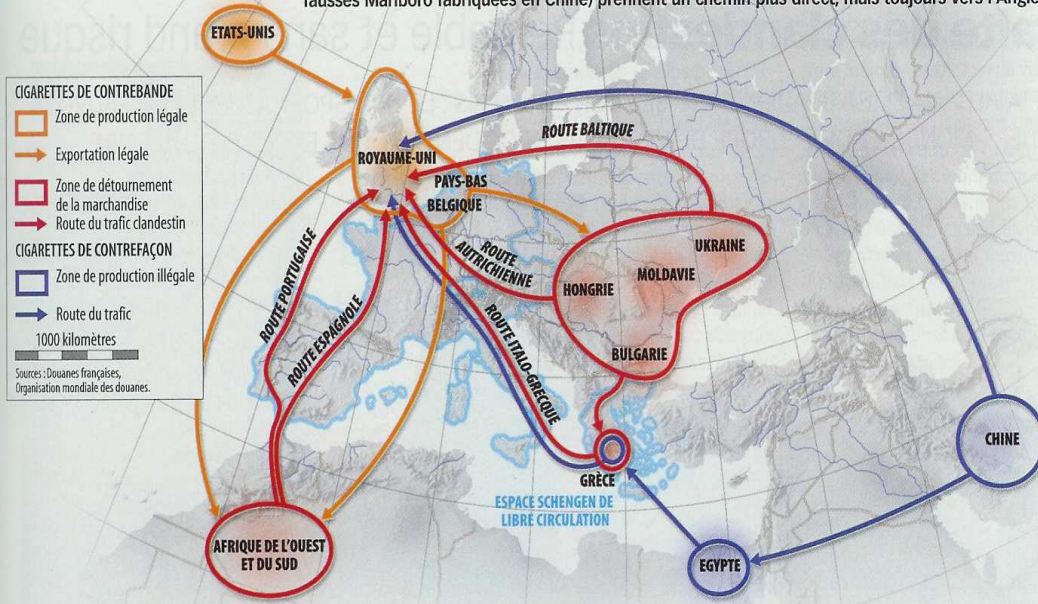 fausses Marlboro fabriquées en Chine) prennent un chemin plus direct, mais toujours vers l'Angle
ETATS-UNIS
CIGARETTES DE CONTREBANDE
Zone de production légale
Exportation légale
Zone de détournement
de la marchandise
Route du trafic clandestin
CIGARETTES DE CONTREFAÇON
Zone de production illégale
Route du trafic
1000 kilomètres
Sources : Douanes françaises,
Organisation mondiale des douanes.
ROUTE BALTIQUE
ROYAUME-UNI
PAYS-BAS
BELGIQUE
ROUTE
AUTRICHIENNE
UKRAINE
MOLDAVIE
HONGRIE
BULGARIE
ROUTE PORTUGAISE
ROUTE ESPAGNOLE
ROUTE ITALO-GRECQUE
GRÈCE
ESPACE SCHENGEN DE
LIBRE CIRCULATION
CHINE
EGYPTE
AFRIQUE DE L'OUEST
ET DU SUD